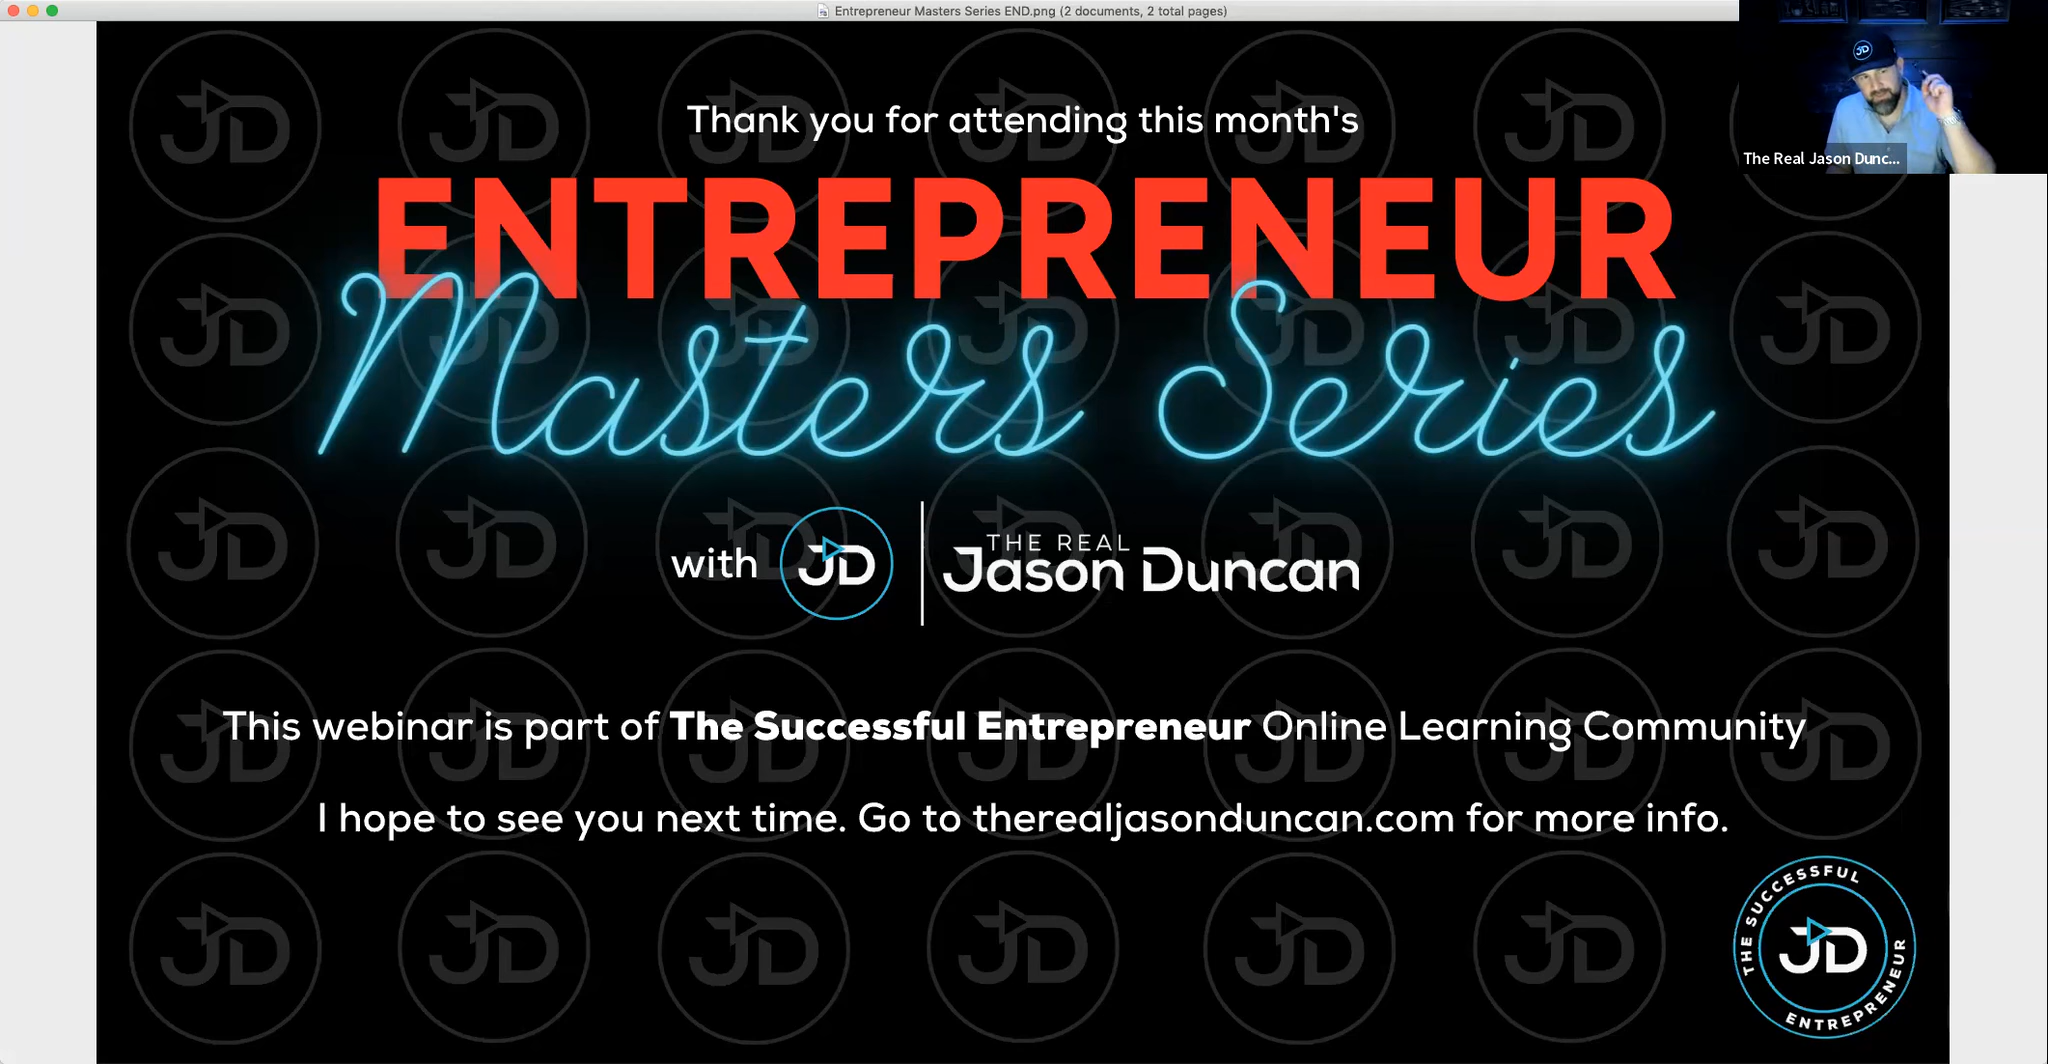 Entrepreneur Masters Series END.png (2 documents, 2 total pages)
JD
The Real Jason Dunc...
Thank you for attending this month's
ENTREPRENEUR
Masters Series
with JD THE REAL
Jason Duncan
This webinar is part of The Successful Entrepreneur Online Learning Community
I hope to see you next time. Go to therealjasonduncan.com for more info.
THE SUCCESSFUL
JD
ENTREPRENEUR